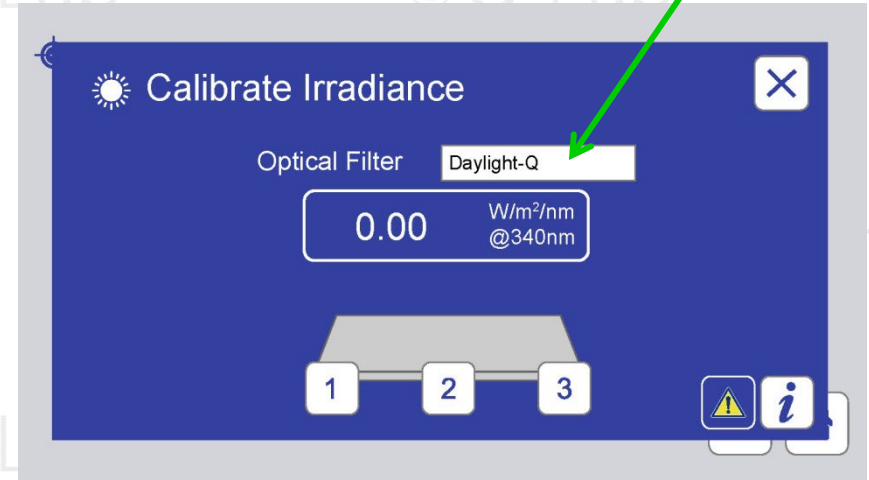 Calibrate Irradiance
Optical Filter Daylight-Q
0.00 W/m²/nm
@340nm
1 2 3
i